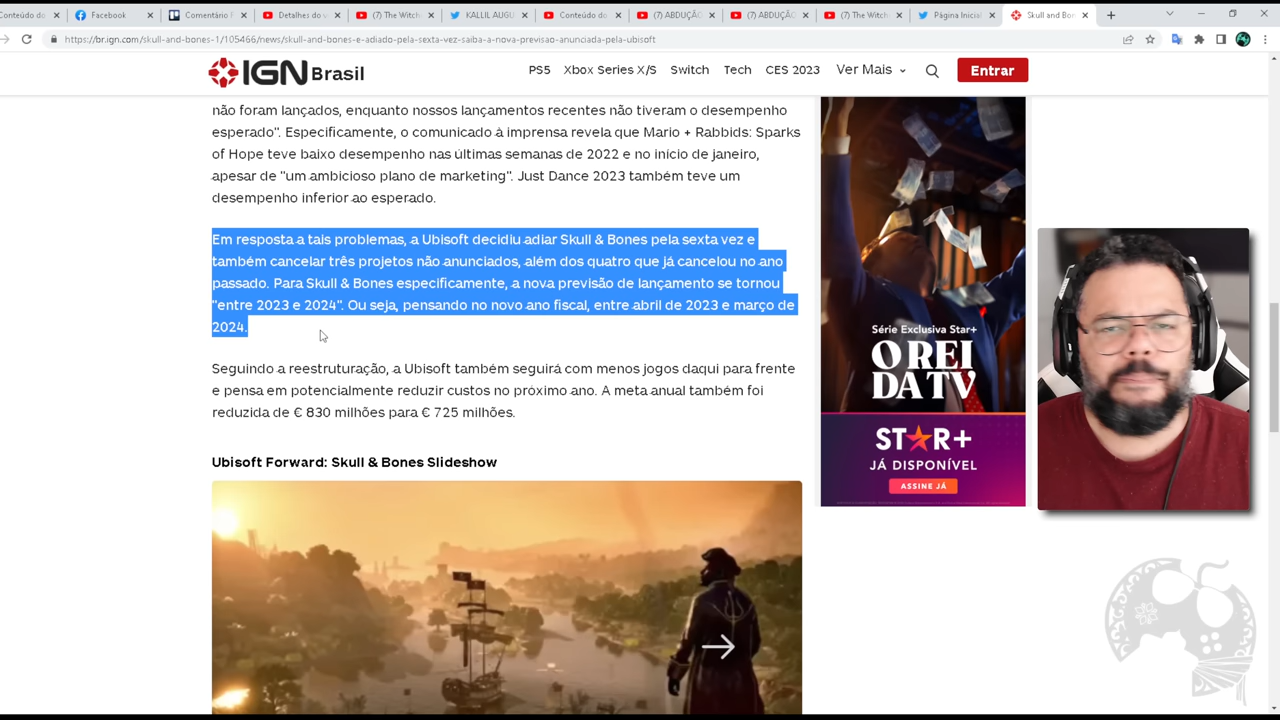 Conteúdo do
Facebook
Comentário F
Detalhes do v
(7) The Witch
KALLIL AUGU
Conteúdo do
(7) ABDUÇÃ
(7) ABDUÇÃ
(7) The Witch
Página Inicial
Skull and Bon
https://br.ign.com/skull-and-bones-1/105466/news/skull-and-bones-e-adiado-pela-sexta-vez-saiba-a-nova-previsao-anunciada-pela-ubisoft
IGN Brasil
PS5
Xbox Series X/S
Switch
Tech
CES 2023
Ver Mais
Entrar
não foram lançados, enquanto nossos lançamentos recentes não tiveram o desempenho
esperado". Especificamente, o comunicado à imprensa revela que Mario + Rabbids: Sparks
of Hope teve baixo desempenho nas últimas semanas de 2022 e no início de janeiro,
apesar de "um ambicioso plano de marketing". Just Dance 2023 também teve um
desempenho inferior ao esperado.
Em resposta a tais problemas, a Ubisoft decidiu adiar Skull & Bones pela sexta vez e
também cancelar três projetos não anunciados, além dos quatro que já cancelou no ano
passado. Para Skull & Bones especificamente, a nova previsão de lançamento se tornou
"entre 2023 e 2024". Ou seja, pensando no novo ano fiscal, entre abril de 2023 e março de
2024.
Seguindo a reestruturação, a Ubisoft também seguirá com menos jogos daqui para frente
e pensa em potencialmente reduzir custos no próximo ano. A meta anual também foi
reduzida de € 830 milhões para € 725 milhões.
Ubisoft Forward: Skull & Bones Slideshow
Série Exclusiva Star+
O REI
DA TV
STAR+
JÁ DISPONÍVEL
ASSINE JÁ